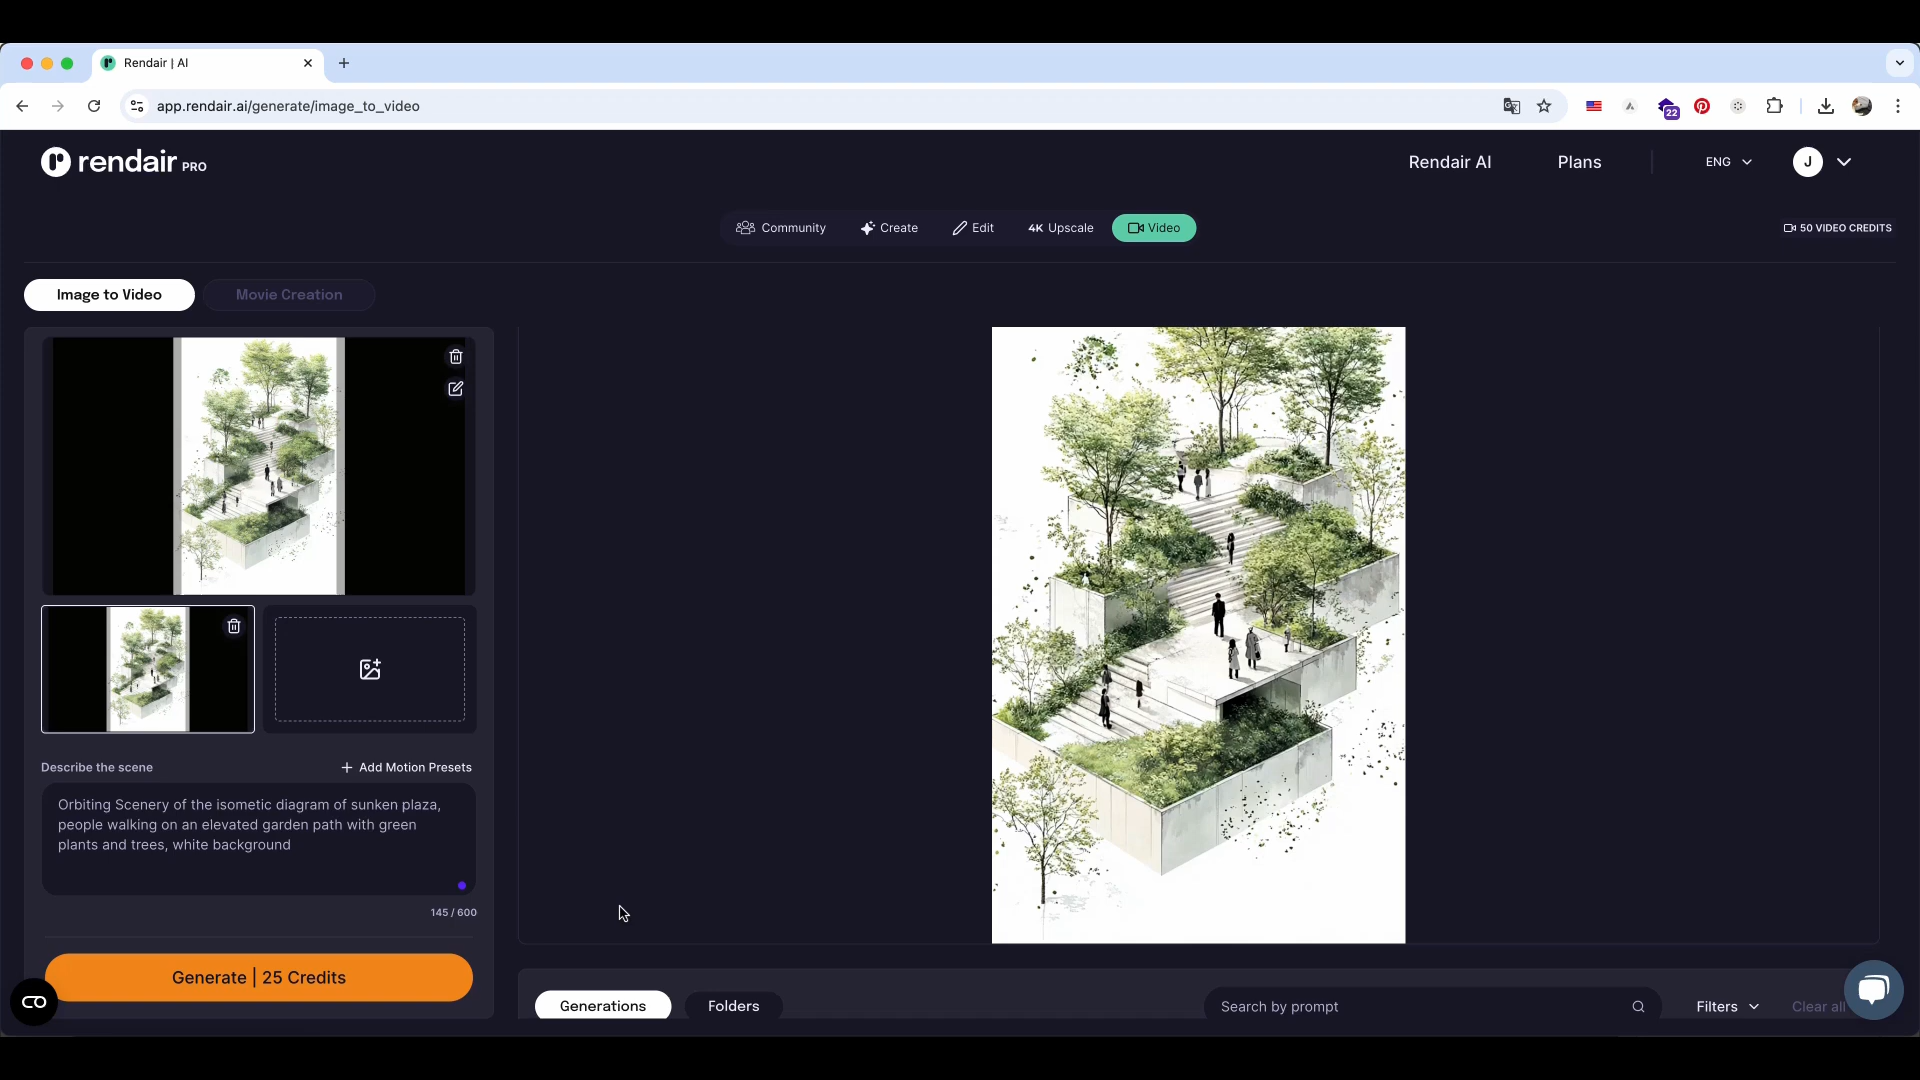 Rendair | AI
app.rendair.ai/generate/image_to_video
22
rendair PRO
Rendair AI
Plans
ENG
J
Community
Create
Edit
4K Upscale
Video
50 VIDEO CREDITS
Image to Video
Movie Creation
Describe the scene
Add Motion Presets
Orbiting Scenery of the isometic diagram of sunken plaza,
people walking on an elevated garden path with green
plants and trees, white background
145 / 600
Generate | 25 Credits
Generations
Folders
Search by prompt
Filters
Clear all